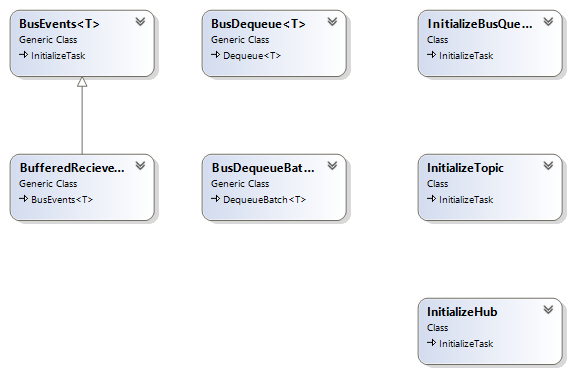 BusEvents<T>
Generic Class
InitializeTask
BusDequeue<T>
Generic Class
Dequeue<T>
InitializeBusQue...
Class
InitializeTask
BufferedRecieve...
Generic Class
BusEvents<T>
BusDequeueBat...
Generic Class
DequeueBatch<T>
InitializeTopic
Class
InitializeTask
InitializeHub
Class
InitializeTask